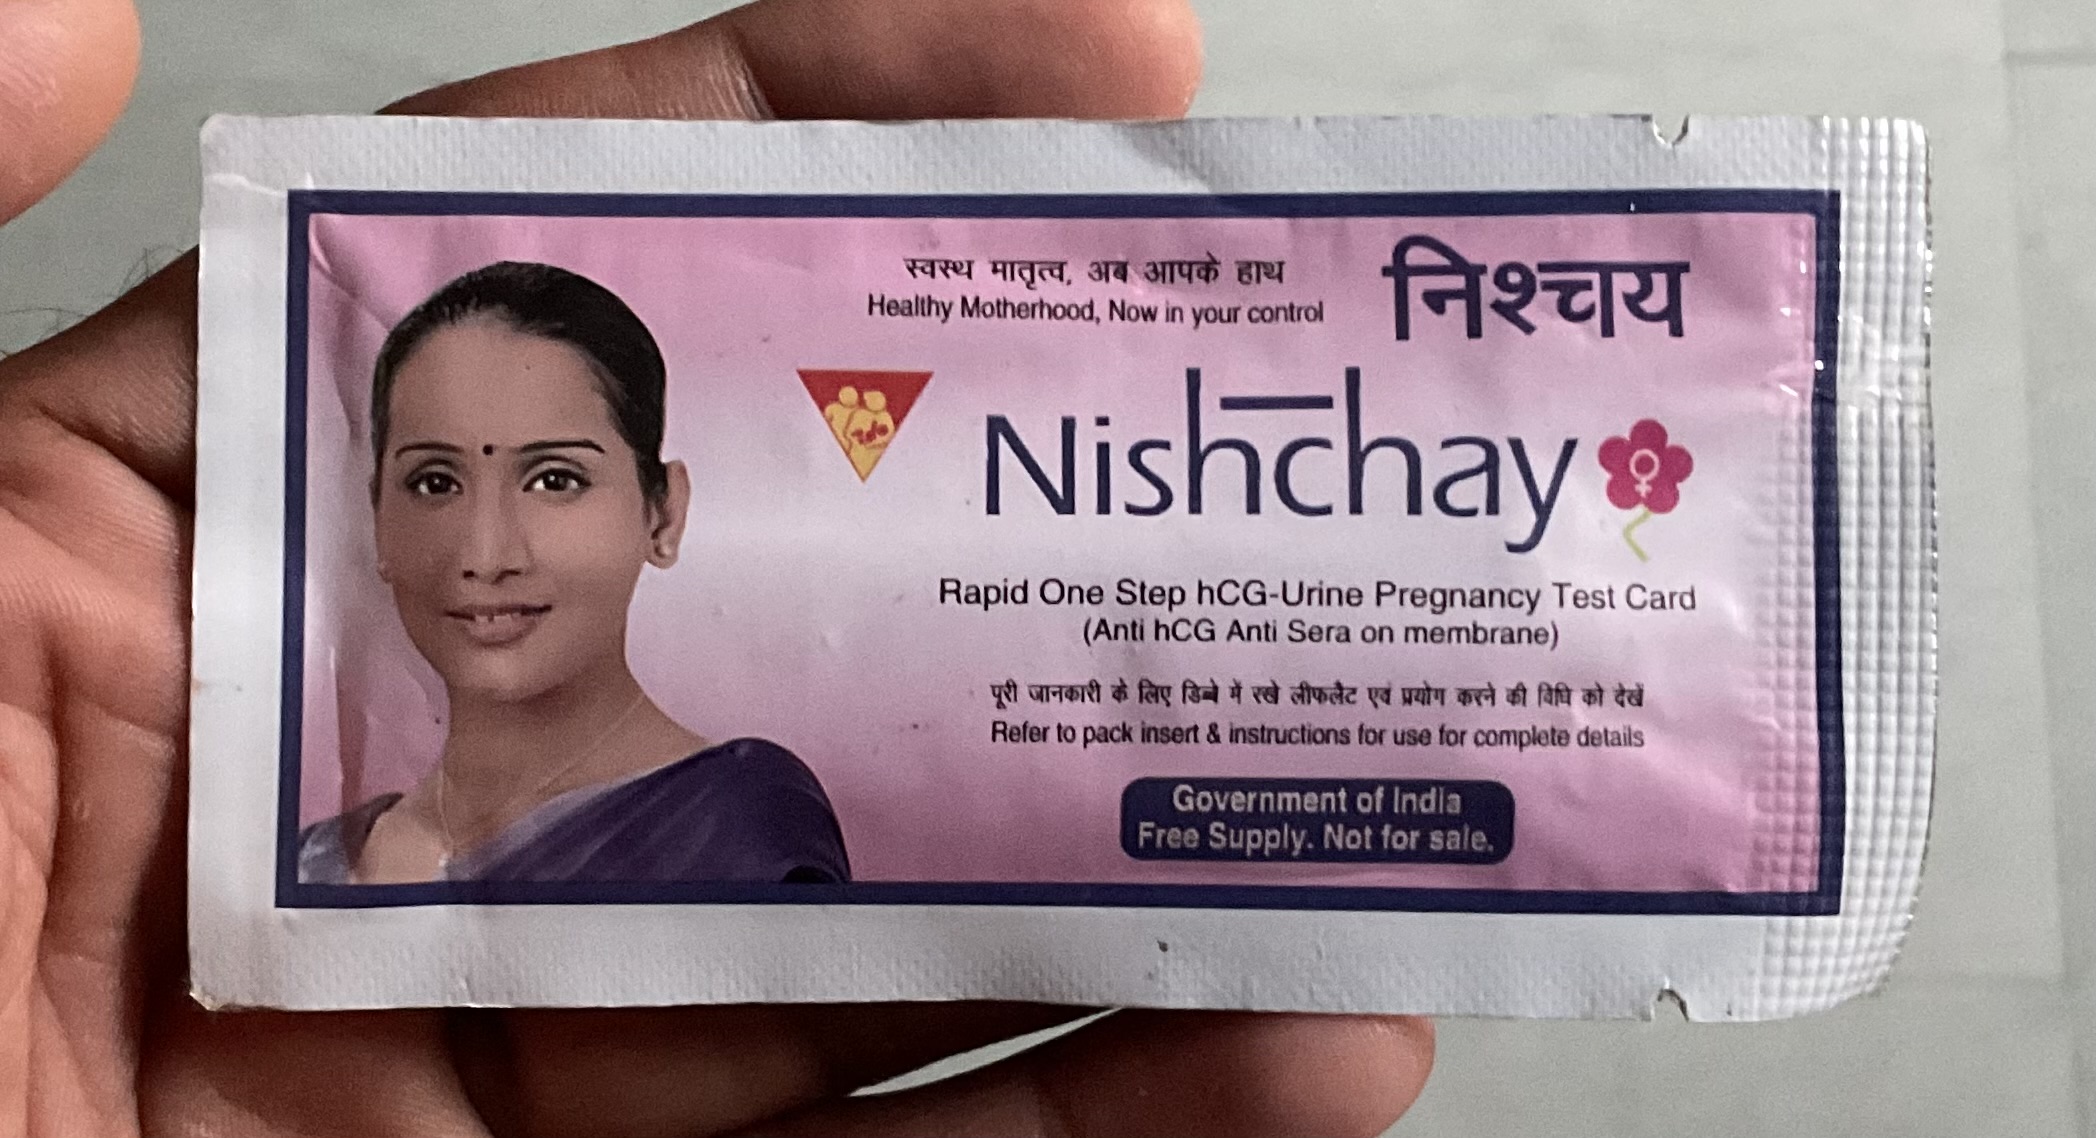 स्वस्थ मातृत्व, अब आपके हाथ
Healthy Motherhood, Now in your control
निश्चय
Nishchay
Rapid One Step hCG-Urine Pregnancy Test Card
(Anti hCG Anti Sera on membrane)
पूरी जानकारी के लिए डिब्बे में रखे लीफलैट एवं प्रयोग करने की विधि को देखें
Refer to pack insert & instructions for use for complete details
Government of India
Free Supply. Not for sale.